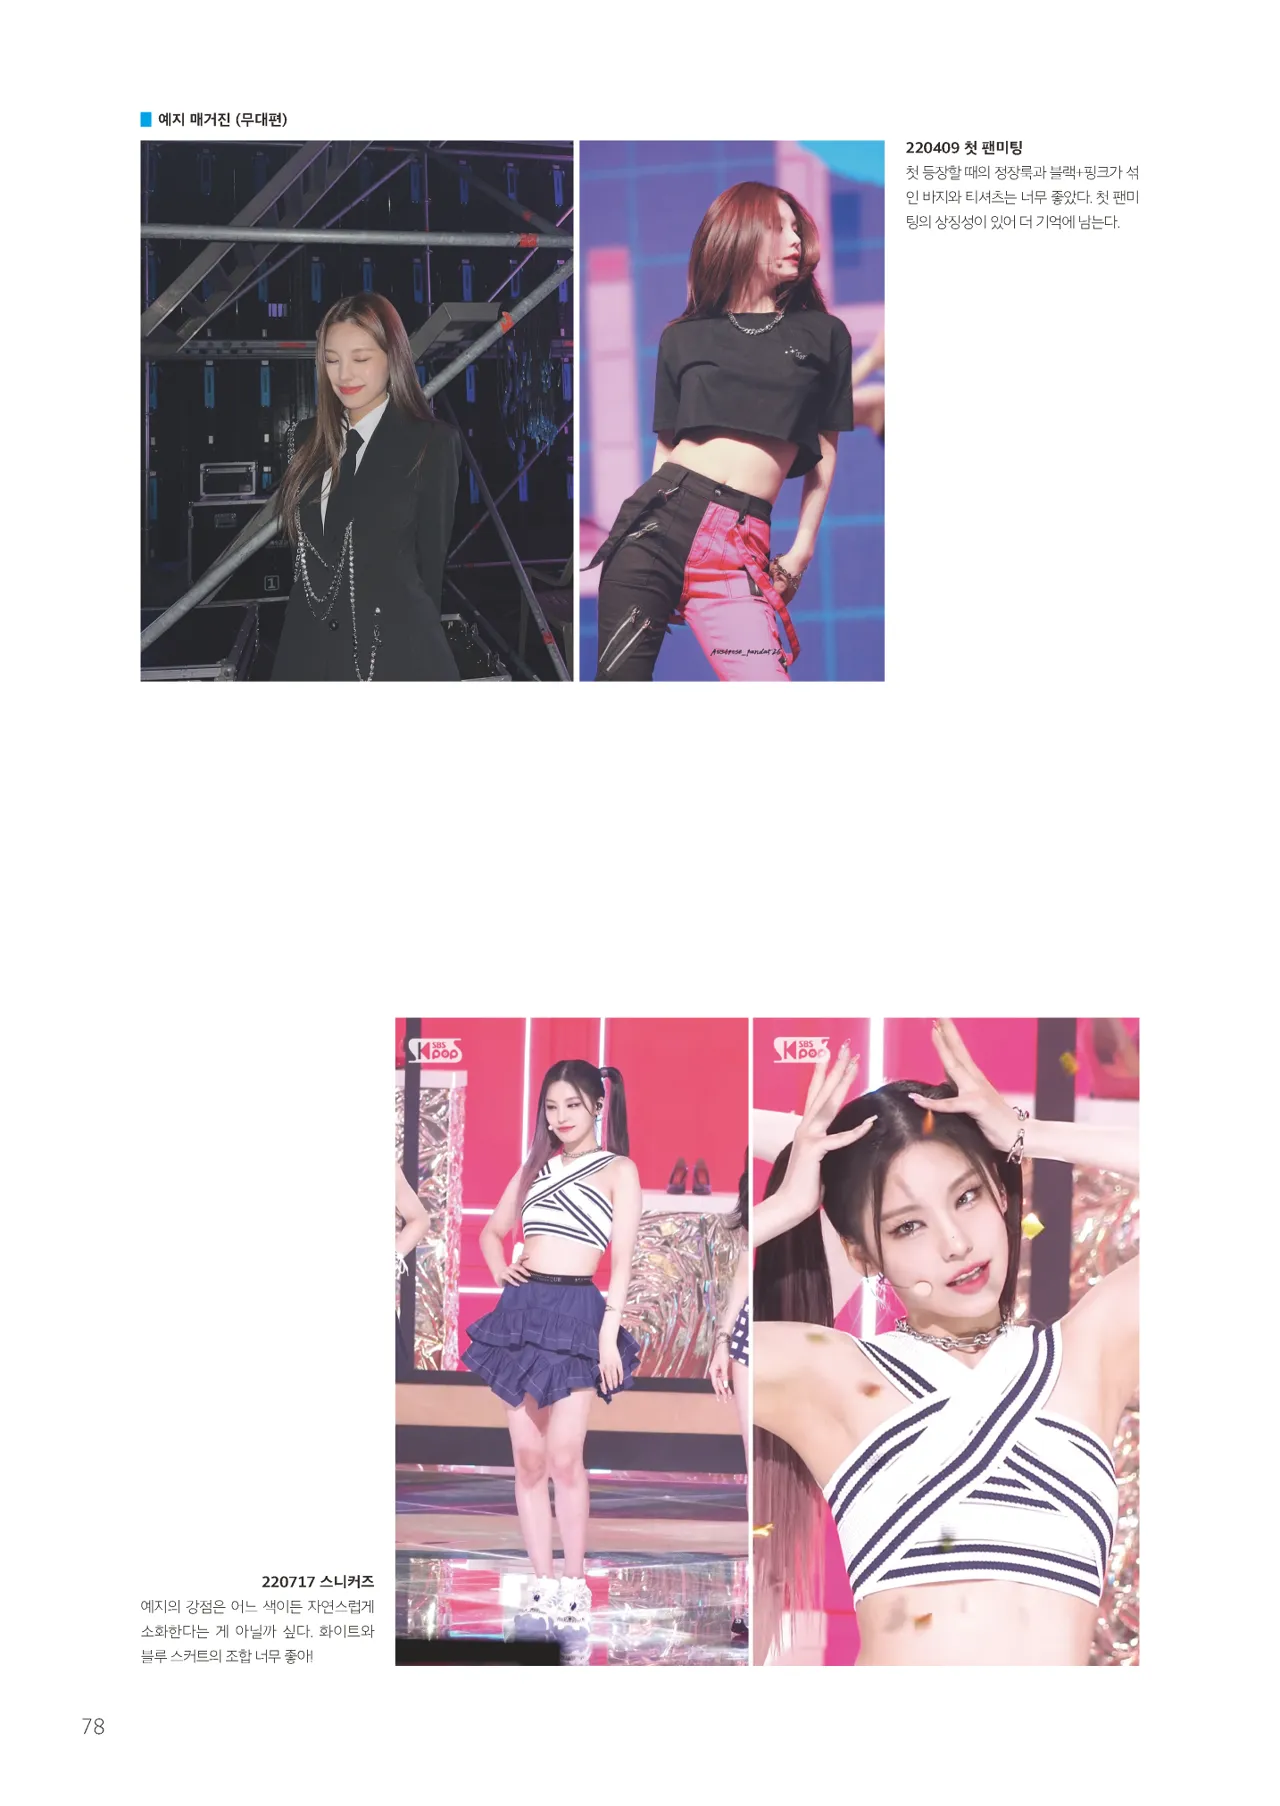 예지 매거진 (무대편)
220409 첫 팬미팅
첫 등장할 때의 정장룩과 블랙+핑크가 섞
인 바지와 티셔츠는 너무 좋았다. 첫 팬미
팅의 상징성이 있어 더 기억에 남는다.
1
SBS
Kpop
SBS
Kpop
220717 스니커즈
예지의 강점은 어느 색이든 자연스럽게
소화한다는 게 아닐까 싶다. 화이트와
블루 스커트의 조합 너무 좋아!
78